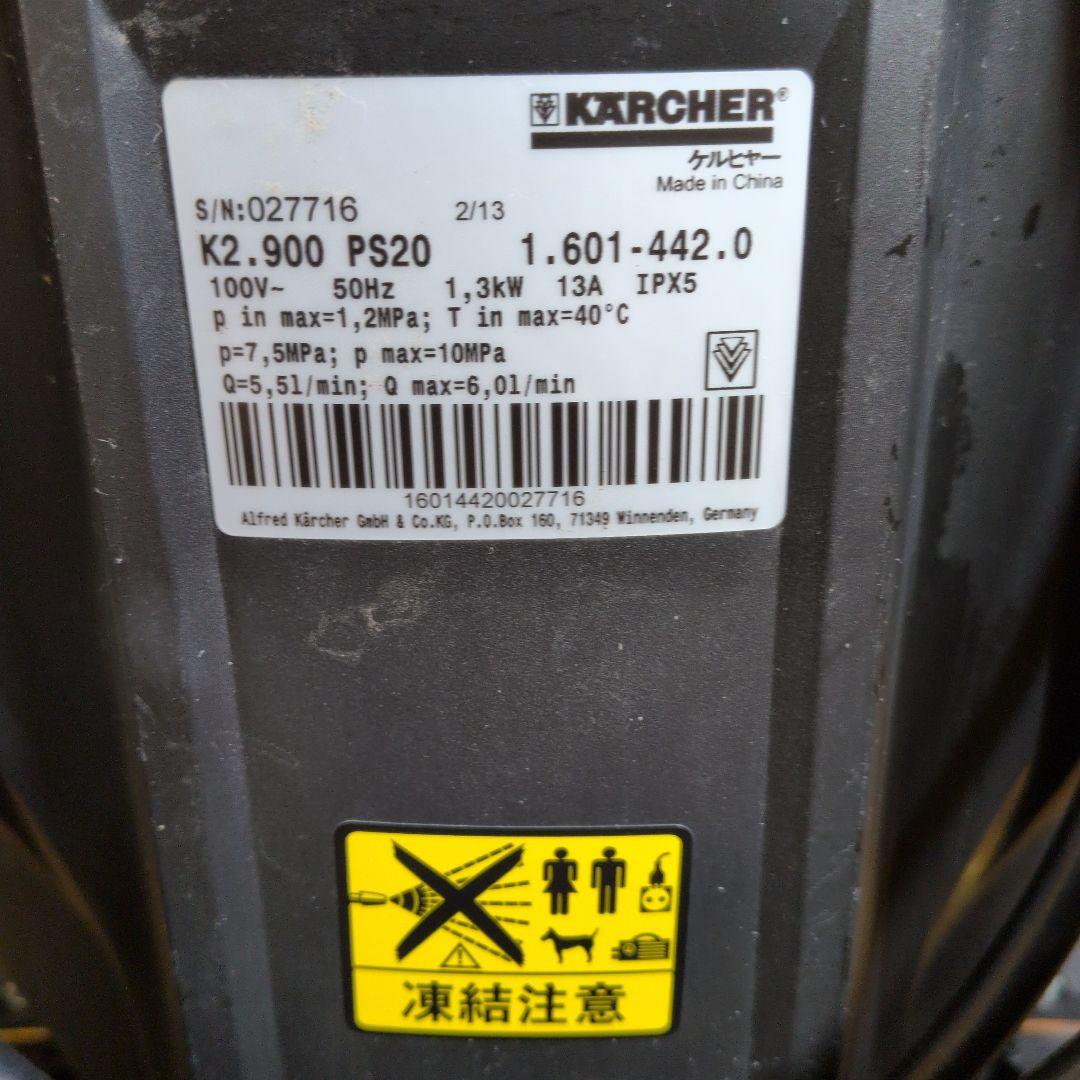 KÄRCHER®
ケルヒャー
Made in China
S/N:027716 2/13
K2.900 PS20 1.601-442.0
100V~ 50Hz 1,3kW 13A IPX5
p in max=1,2MPa; T in max=40°C
p=7,5MPa; p max=10MPa
Q=5,5l/min; Q max=6,0l/min
16014420027716
Alfred Kärcher GmbH & Co.KG, P.O.Box 160, 71349 Winnenden, Germany
凍結注意